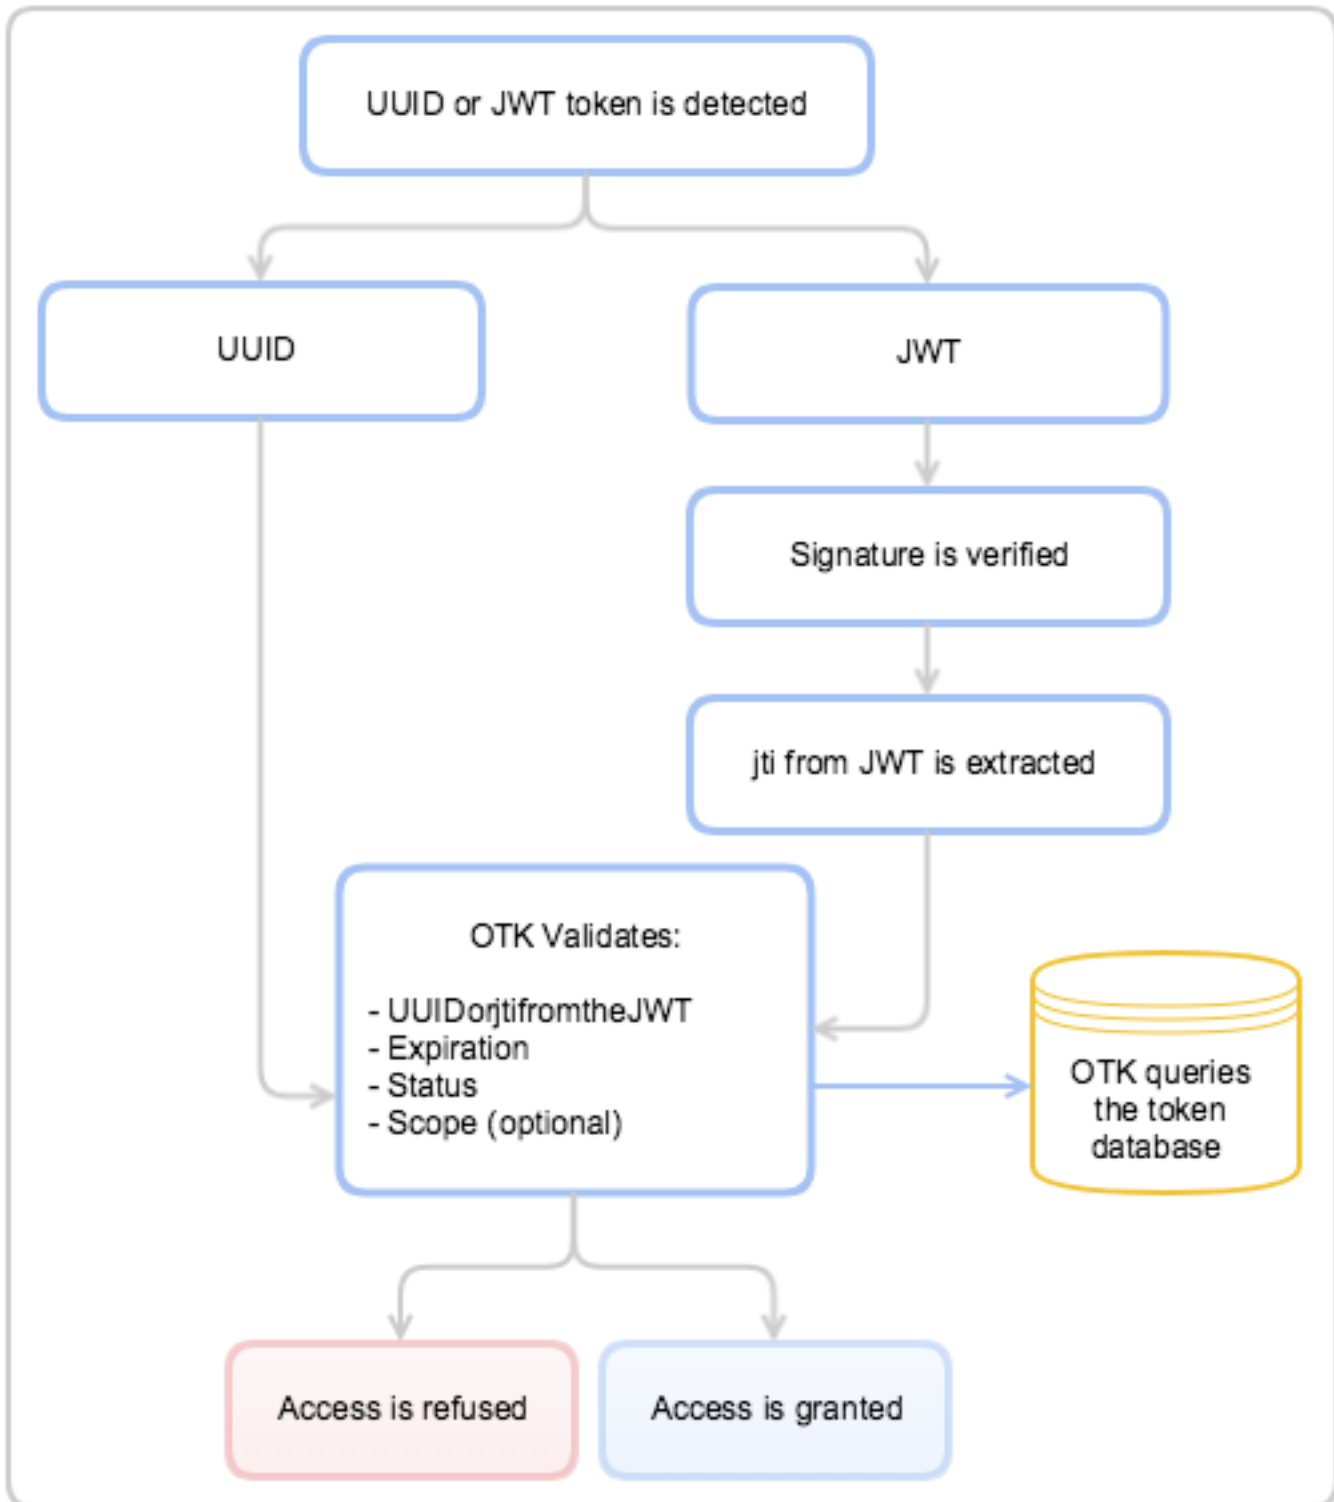 UUID or JWT token is detected
UUID
JWT
Signature is verified
jti from JWT is extracted
OTK Validates:
- UUIDorjtifromtheJWT
- Expiration
- Status
- Scope (optional)
OTK queries
the token
database
Access is refused
Access is granted